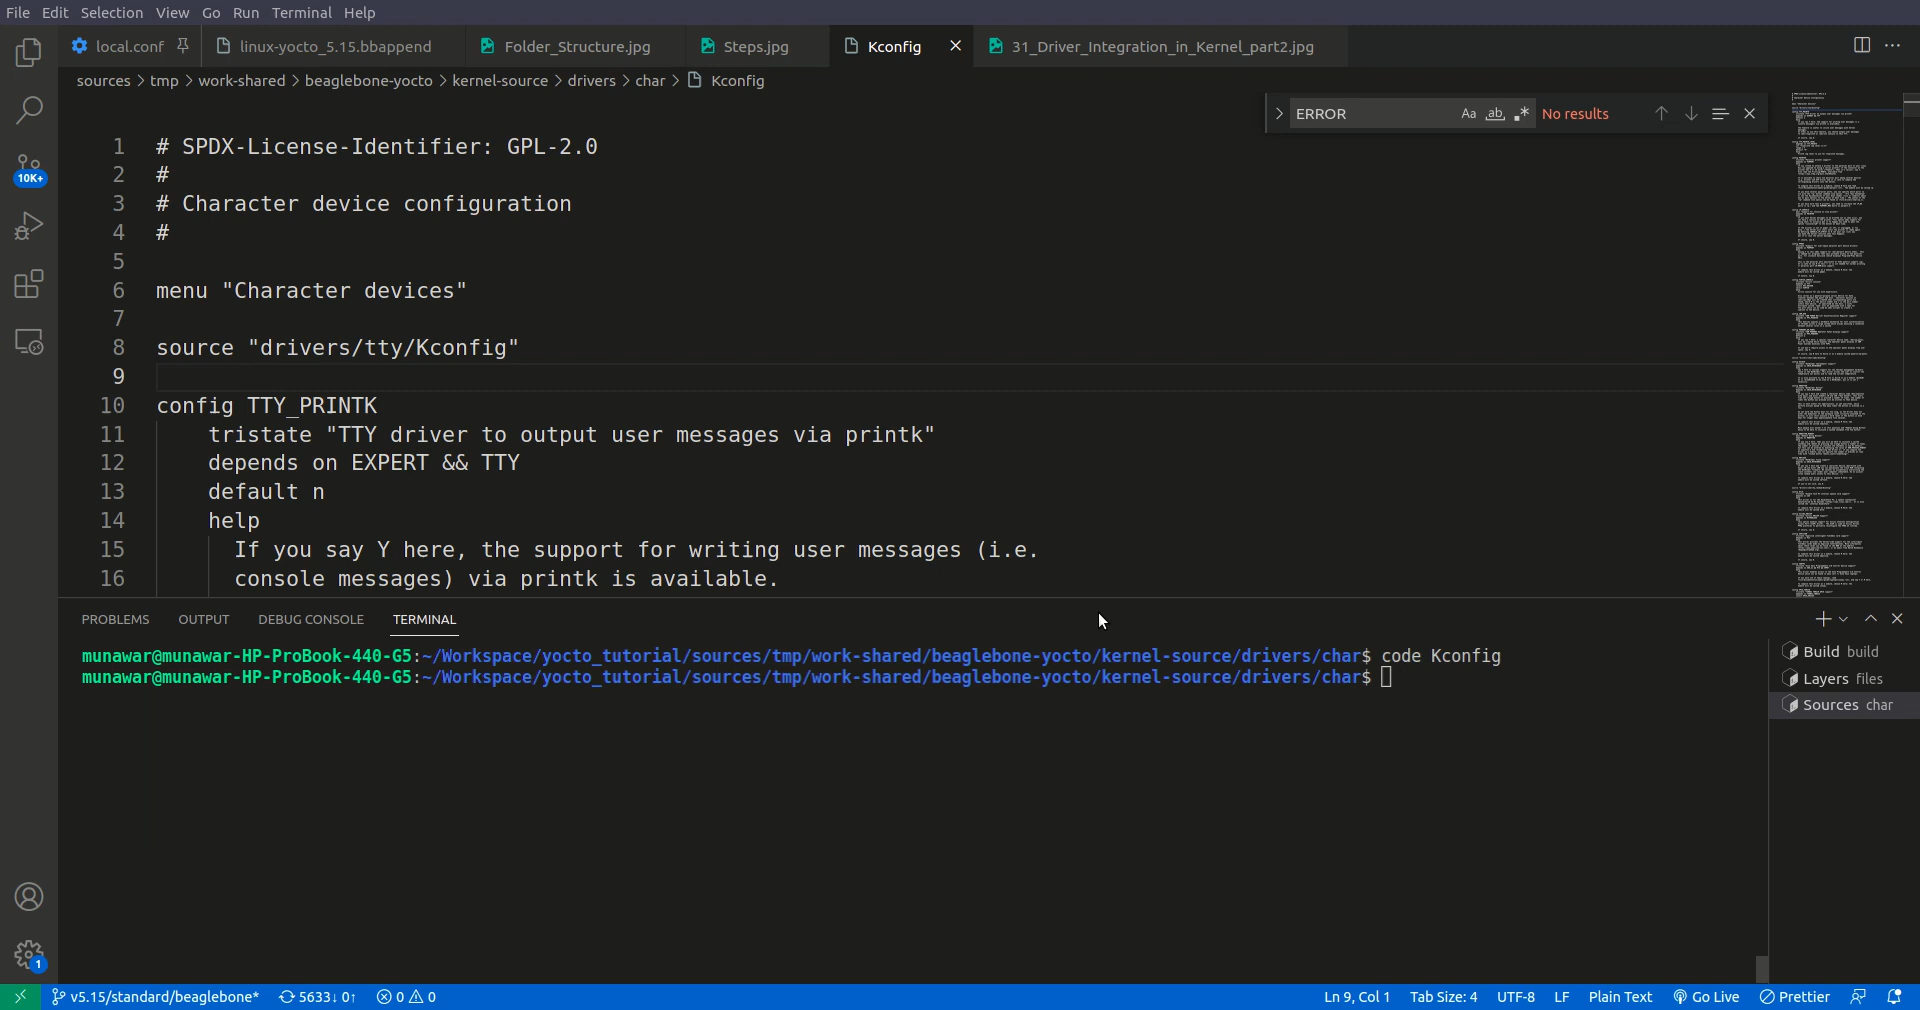 File Edit Selection View Go Run Terminal Help
local.conf linux-yocto_5.15.bbappend Folder_Structure.jpg Steps.jpg Kconfig 31_Driver_Integration_in_Kernel_part2.jpg
sources > tmp > work-shared > beaglebone-yocto > kernel-source > drivers > char > Kconfig
ERROR Aa ab .* No results
1 # SPDX-License-Identifier: GPL-2.0
2 #
3 # Character device configuration
4 #
5
6 menu "Character devices"
7
8 source "drivers/tty/Kconfig"
9
10 config TTY_PRINTK
11 tristate "TTY driver to output user messages via printk"
12 depends on EXPERT && TTY
13 default n
14 help
15 If you say Y here, the support for writing user messages (i.e.
16 console messages) via printk is available.
10K+
PROBLEMS OUTPUT DEBUG CONSOLE TERMINAL
munawar@munawar-HP-ProBook-440-G5:~/Workspace/yocto_tutorial/sources/tmp/work-shared/beaglebone-yocto/kernel-source/drivers/char$ code Kconfig
munawar@munawar-HP-ProBook-440-G5:~/Workspace/yocto_tutorial/sources/tmp/work-shared/beaglebone-yocto/kernel-source/drivers/char$
Build build
Layers files
Sources char
1
v5.15/standard/beaglebone* 5633↓ 0↑ 0 0 Ln 9, Col 1 Tab Size: 4 UTF-8 LF Plain Text Go Live Prettier